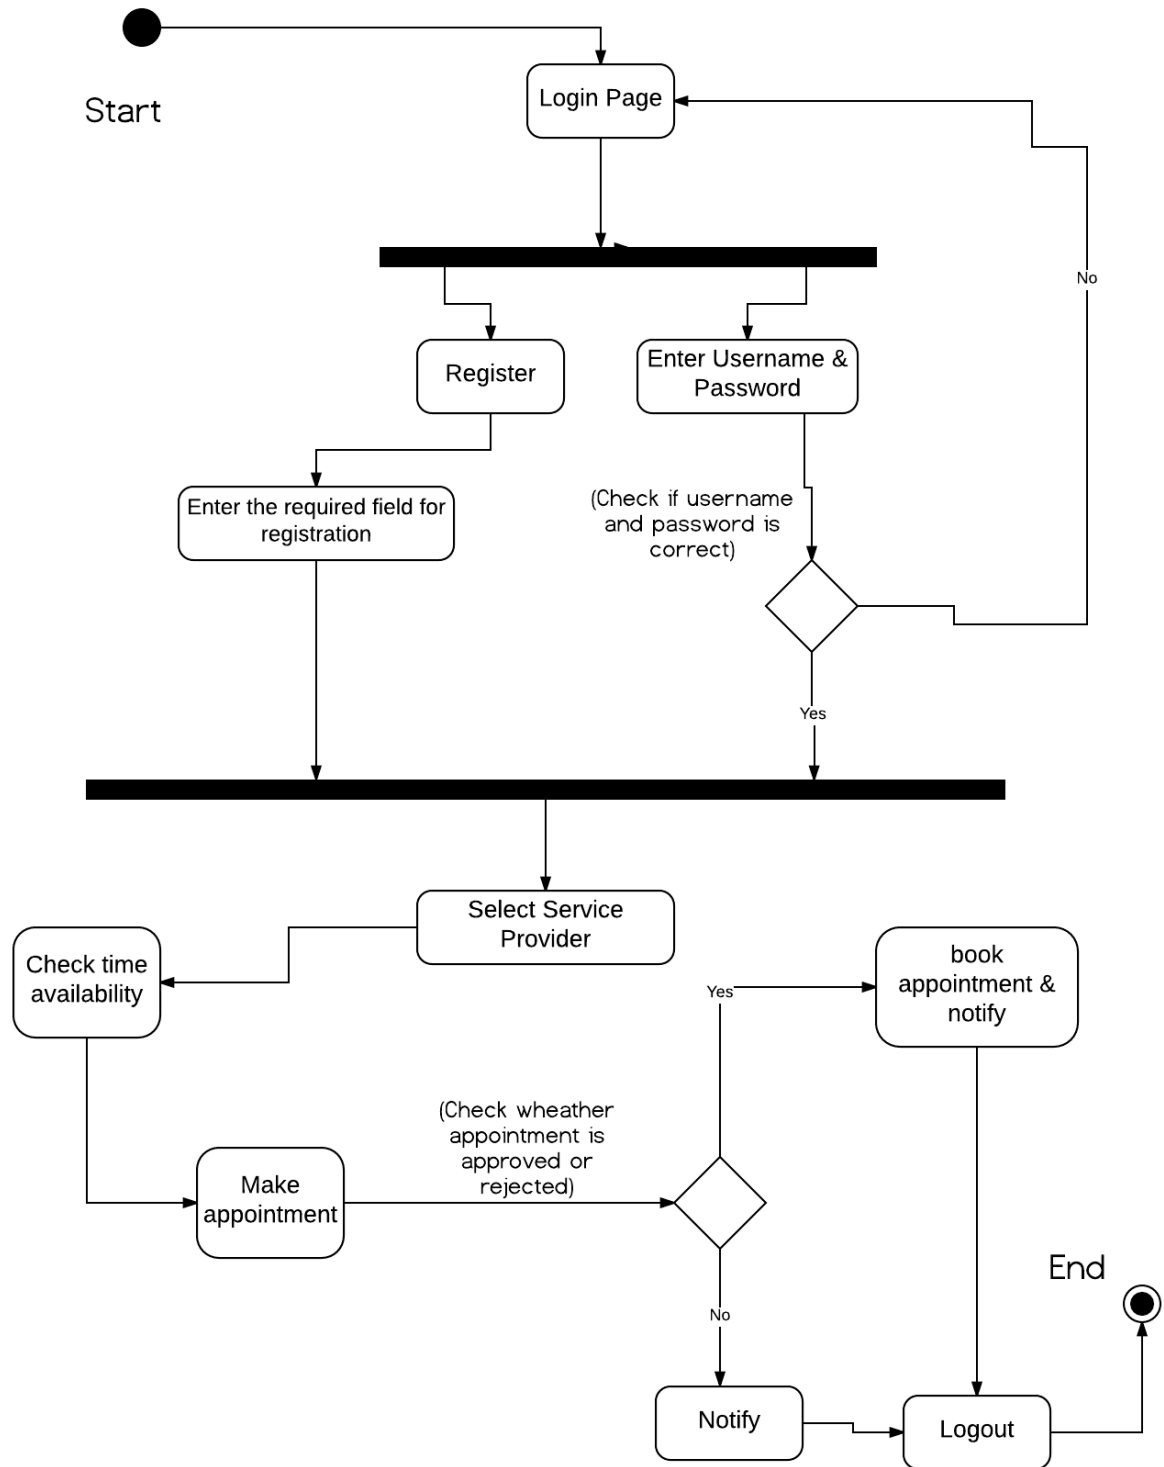 Start
Login Page
No
Register
Enter Username &
Password
Enter the required field for
registration
(Check if username
and password is
correct)
Yes
Select Service
Provider
Check time
availability
book
appointment &
notify
Yes
(Check wheather
appointment is
approved or
rejected)
Make
appointment
End
No
Notify
Logout